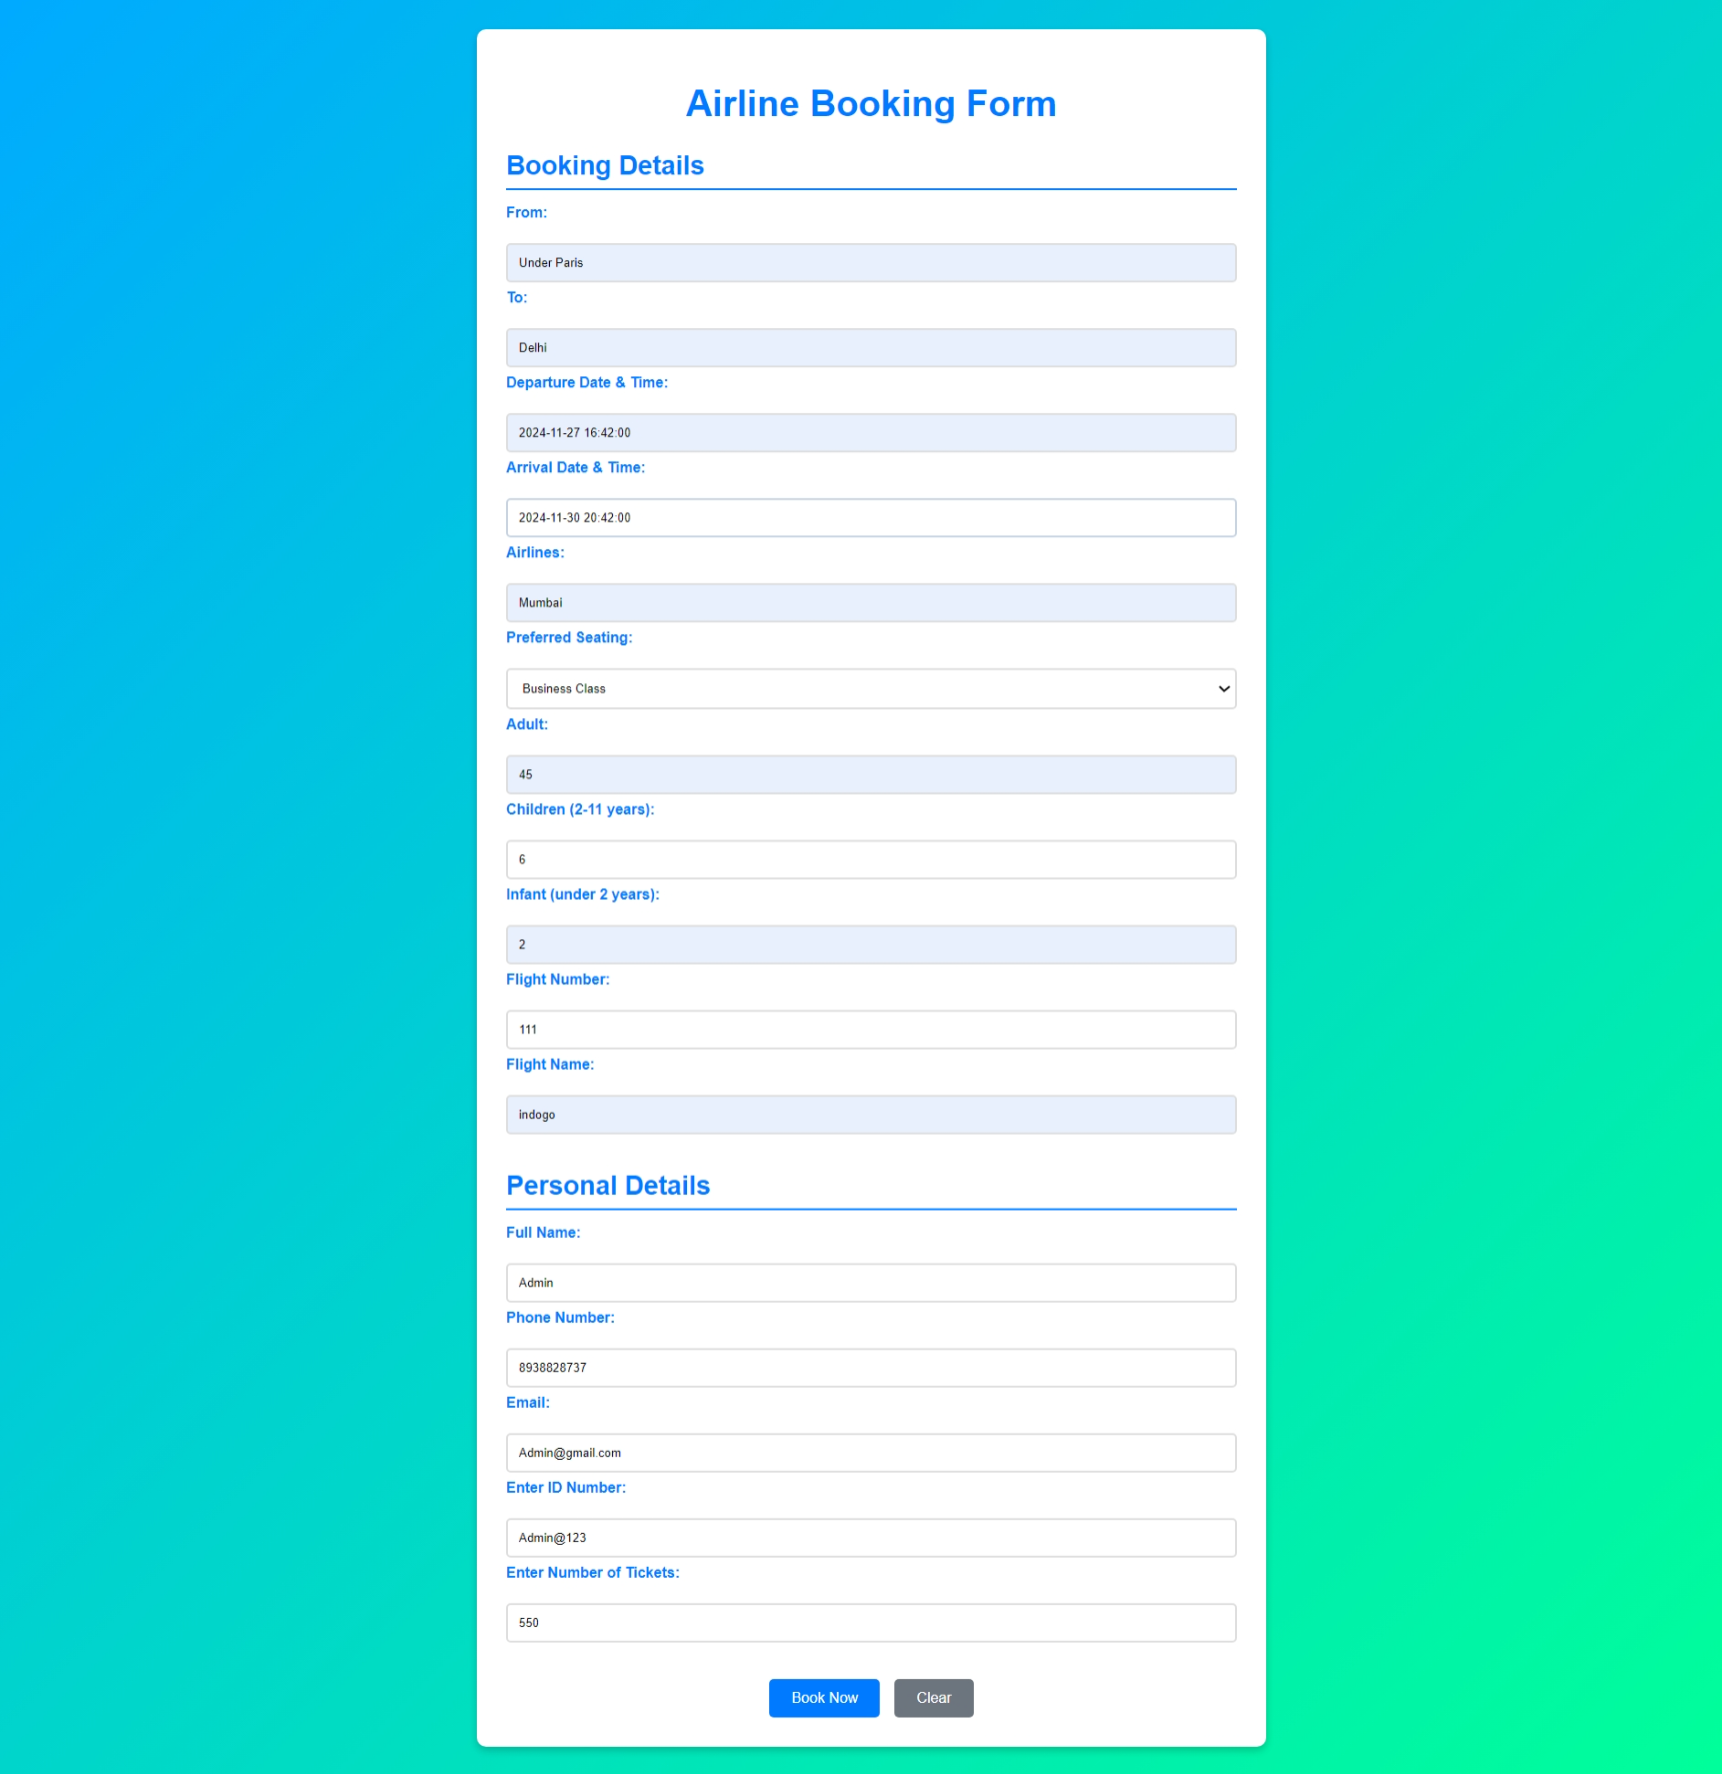 Airline Booking Form
Booking Details
From:
Under Paris
To:
Delhi
Departure Date & Time:
2024-11-27 16:42:00
Arrival Date & Time:
2024-11-30 20:42:00
Airlines:
Mumbai
Preferred Seating:
Business Class
Adult:
45
Children (2-11 years):
6
Infant (under 2 years):
2
Flight Number:
111
Flight Name:
indogo
Personal Details
Full Name:
Admin
Phone Number:
8938828737
Email:
Admin@gmail.com
Enter ID Number:
Admin@123
Enter Number of Tickets:
550
Book Now Clear